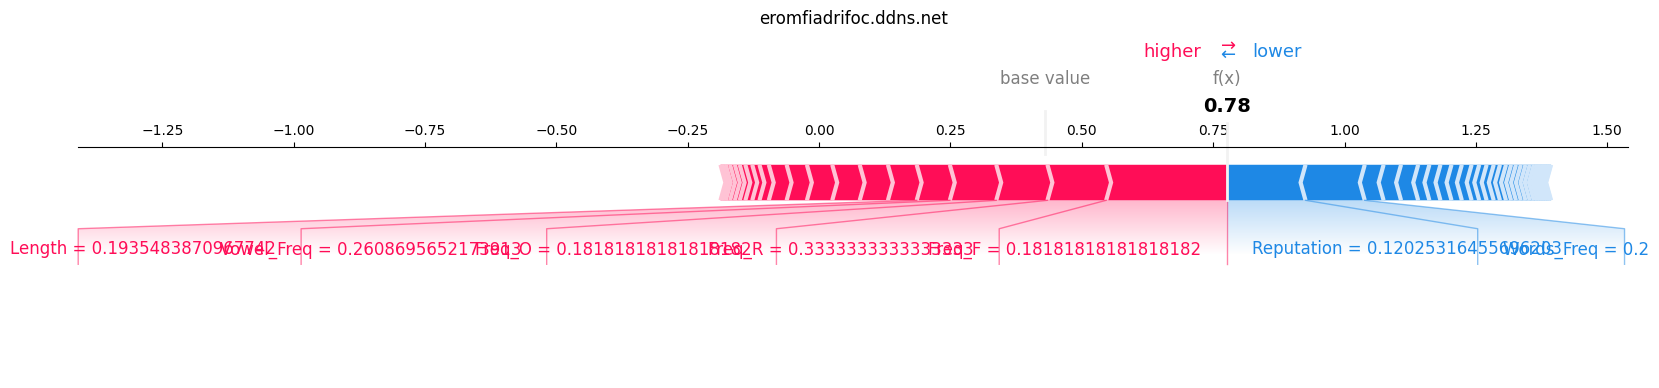 eromfiadrifoc.ddns.net
higher ⇄ lower
base value f(x)
0.78
−1.25 −1.00 −0.75 −0.50 −0.25 0.00 0.25 0.50 0.75 1.00 1.25 1.50
Length = 0.1935483870967742 Vowel_Freq = 0.2608695652173913 Freq_O = 0.18181818181818182 Freq_R = 0.3333333333333333 Freq_F = 0.18181818181818182 Reputation = 0.12025316455696203 Words_Freq = 0.2